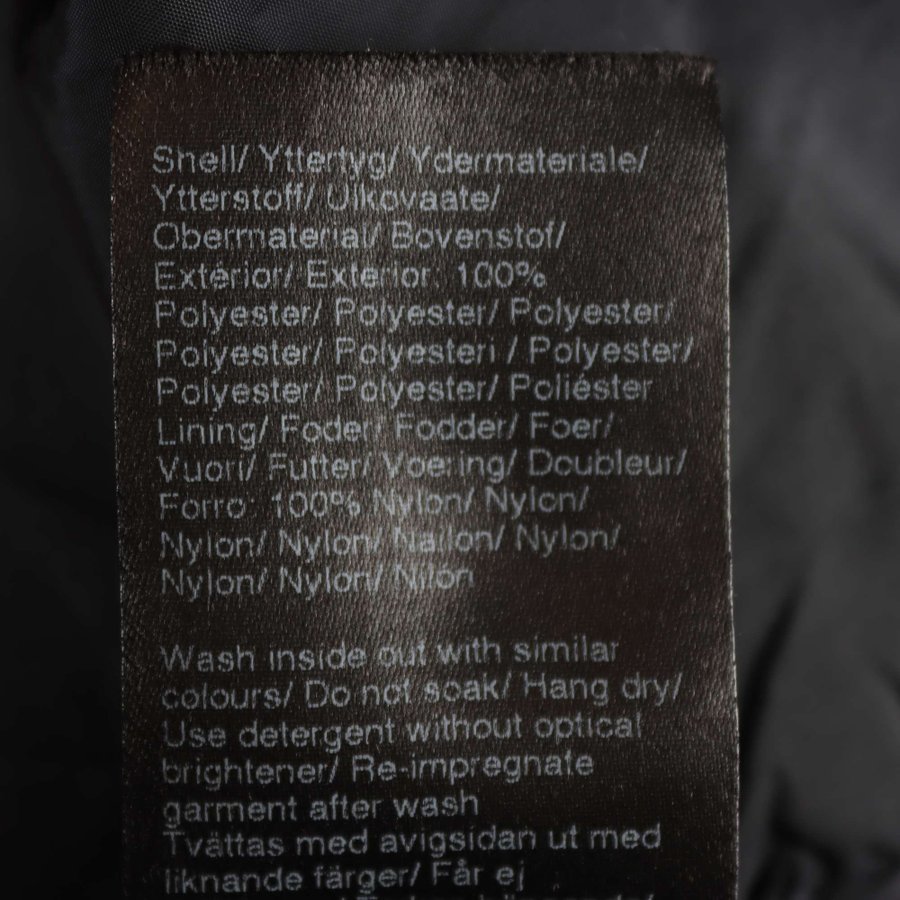 Shell/ Yttertyg/ Ydermateriale/
Ytterstoff/ Ulkovaate/
Obermaterial/ Bovenstof/
Extérior/ Exterior: 100%
Polyester/ Polyester/ Polyester/
Polyester/ Polyesteri / Polyester/
Polyester/ Polyester/ Poliéster
Lining/ Foder/ Fodder/ Foer/
Vuori/ Futter/ Voering/ Doubleur/
Forro: 100% Nylon/ Nylon/
Nylon/ Nylon/ Nailon/ Nylon/
Nylon/ Nylon/ Nilon
Wash inside out with similar
colours/ Do not soak/ Hang dry/
Use detergent without optical
brightener/ Re-impregnate
garment after wash
Tvättas med avigsidan ut med
liknande färger/ Får ej